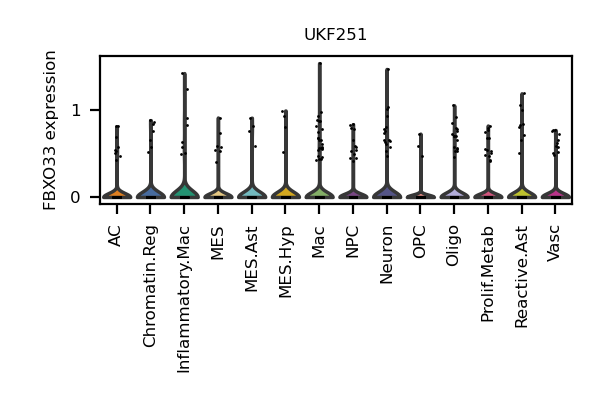 UKF251
FBXO33 expression
1
0
AC
Chromatin.Reg
Inflammatory.Mac
MES
MES.Ast
MES.Hyp
Mac
NPC
Neuron
OPC
Oligo
Prolif.Metab
Reactive.Ast
Vasc